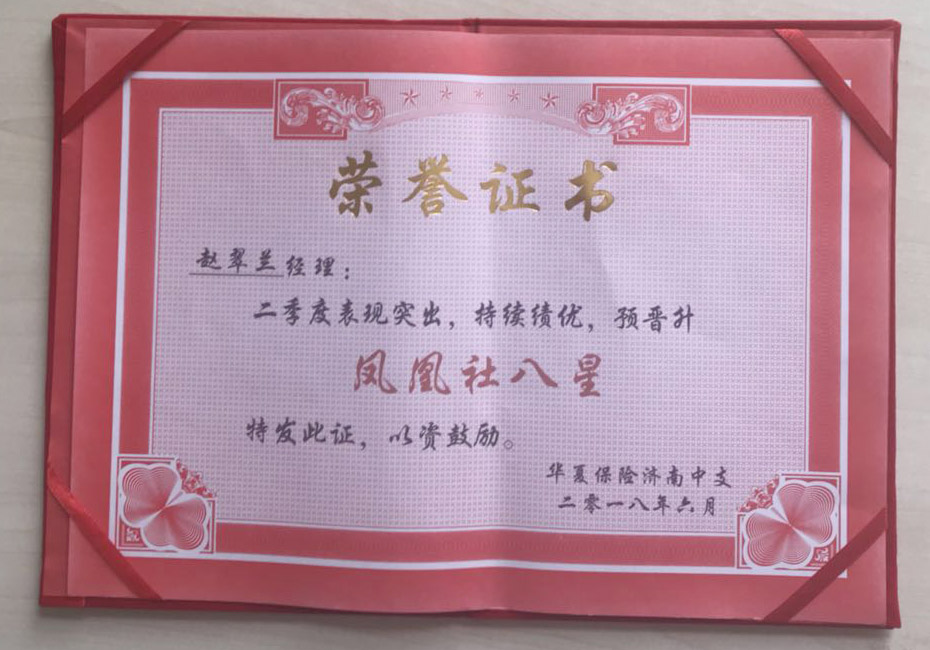 荣誉证书
赵翠兰经理：
二季度表现突出，持续绩优，预晋升
凤凰社八星
特发此证，以资鼓励。
华夏保险济南中支
二零一八年六月